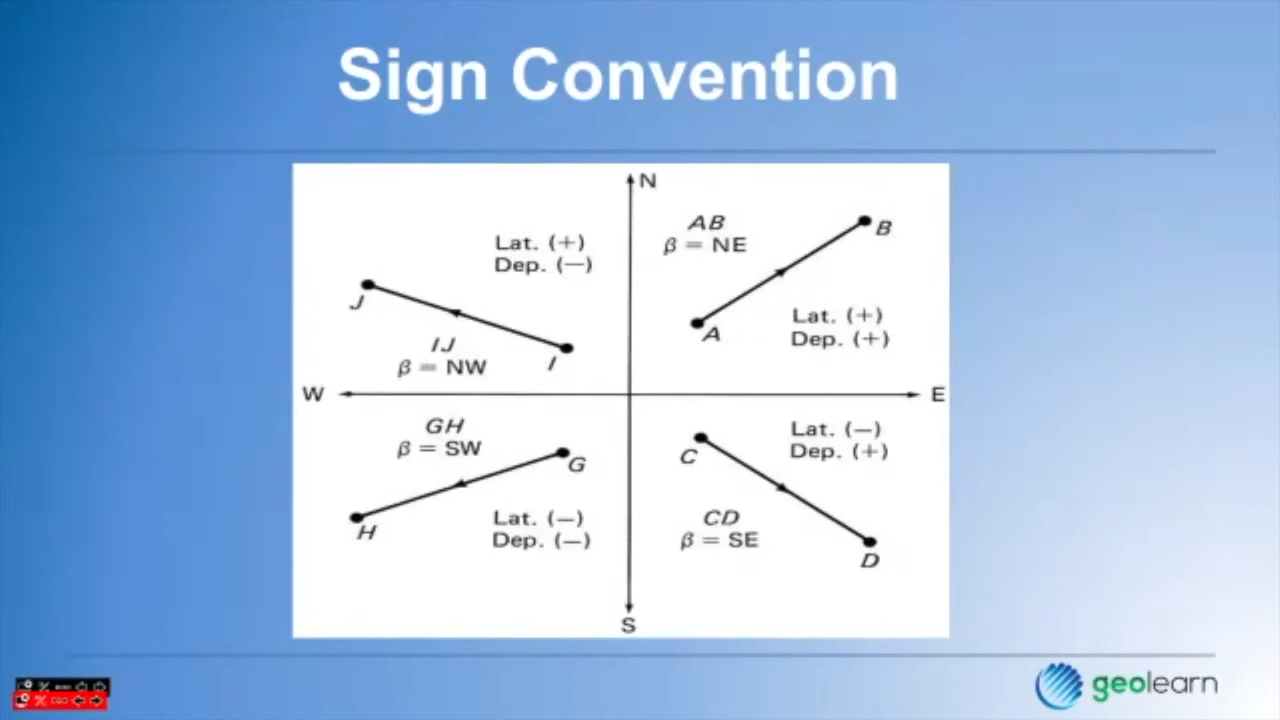 Sign Convention
N
AB
β = NE
B
Lat. (+)
Dep. (—)
J
A
Lat. (+)
Dep. (+)
IJ
β = NW
I
W
E
GH
β = SW
G
C
Lat. (—)
Dep. (+)
H
Lat. (—)
Dep. (—)
CD
β = SE
D
S
geolearn